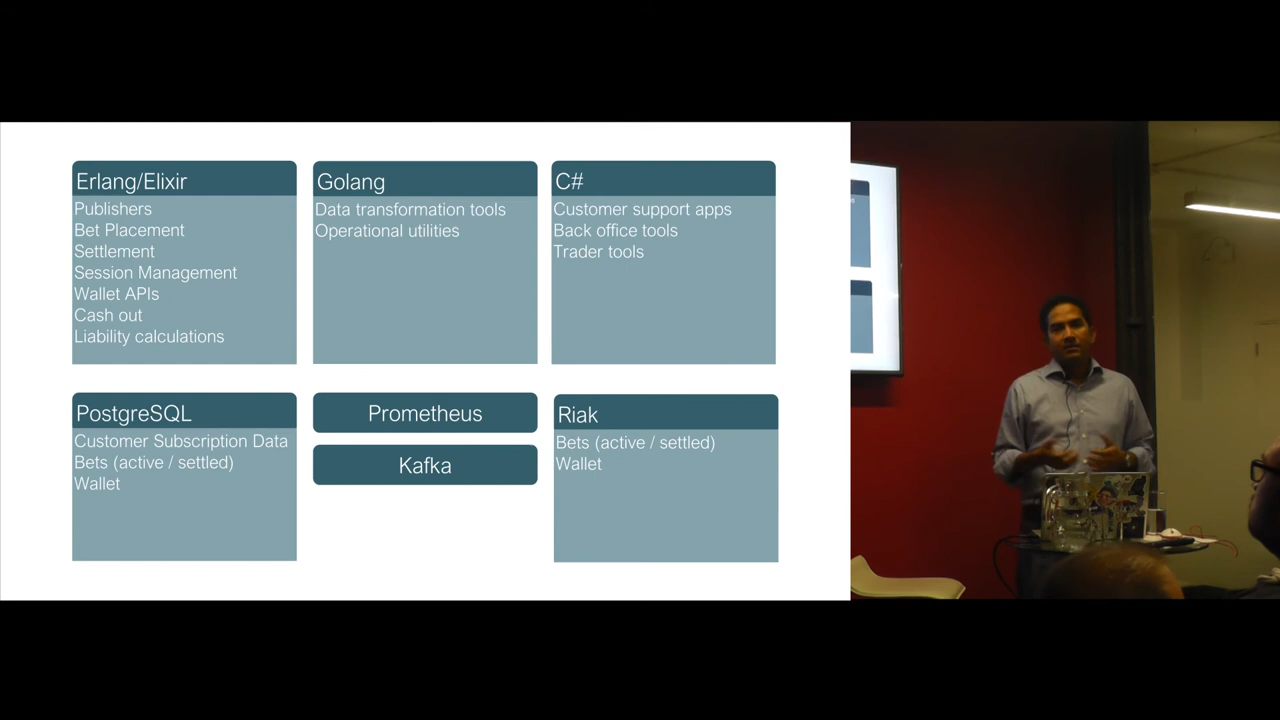 Erlang/Elixir
Publishers
Bet Placement
Settlement
Session Management
Wallet APIs
Cash out
Liability calculations
Golang
Data transformation tools
Operational utilities
C#
Customer support apps
Back office tools
Trader tools
PostgreSQL
Customer Subscription Data
Bets (active / settled)
Wallet
Prometheus
Kafka
Riak
Bets (active / settled)
Wallet